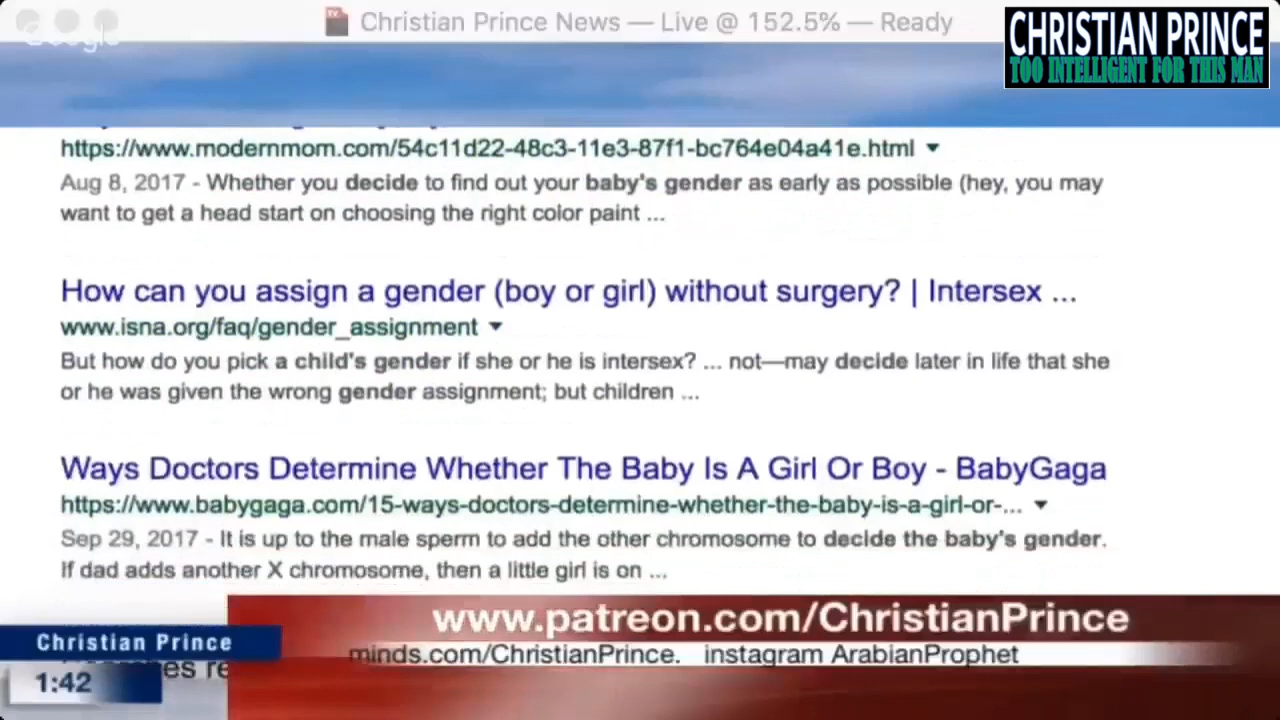 Christian Prince News — Live @ 152.5% — Ready
Google
CHRISTIAN PRINCE
TOO INTELLIGENT FOR THIS MAN
https://www.modernmom.com/54c11d22-48c3-11e3-87f1-bc764e04a41e.html
Aug 8, 2017 - Whether you decide to find out your baby's gender as early as possible (hey, you may
want to get a head start on choosing the right color paint ...
How can you assign a gender (boy or girl) without surgery? | Intersex ...
www.isna.org/faq/gender_assignment
But how do you pick a child's gender if she or he is intersex? ... not—may decide later in life that she
or he was given the wrong gender assignment; but children ...
Ways Doctors Determine Whether The Baby Is A Girl Or Boy - BabyGaga
https://www.babygaga.com/15-ways-doctors-determine-whether-the-baby-is-a-girl-or-...
Sep 29, 2017 - It is up to the male sperm to add the other chromosome to decide the baby's gender.
If dad adds another X chromosome, then a little girl is on ...
www.patreon.com/ChristianPrince
Christian Prince
minds.com/ChristianPrince. instagram ArabianProphet
1:42